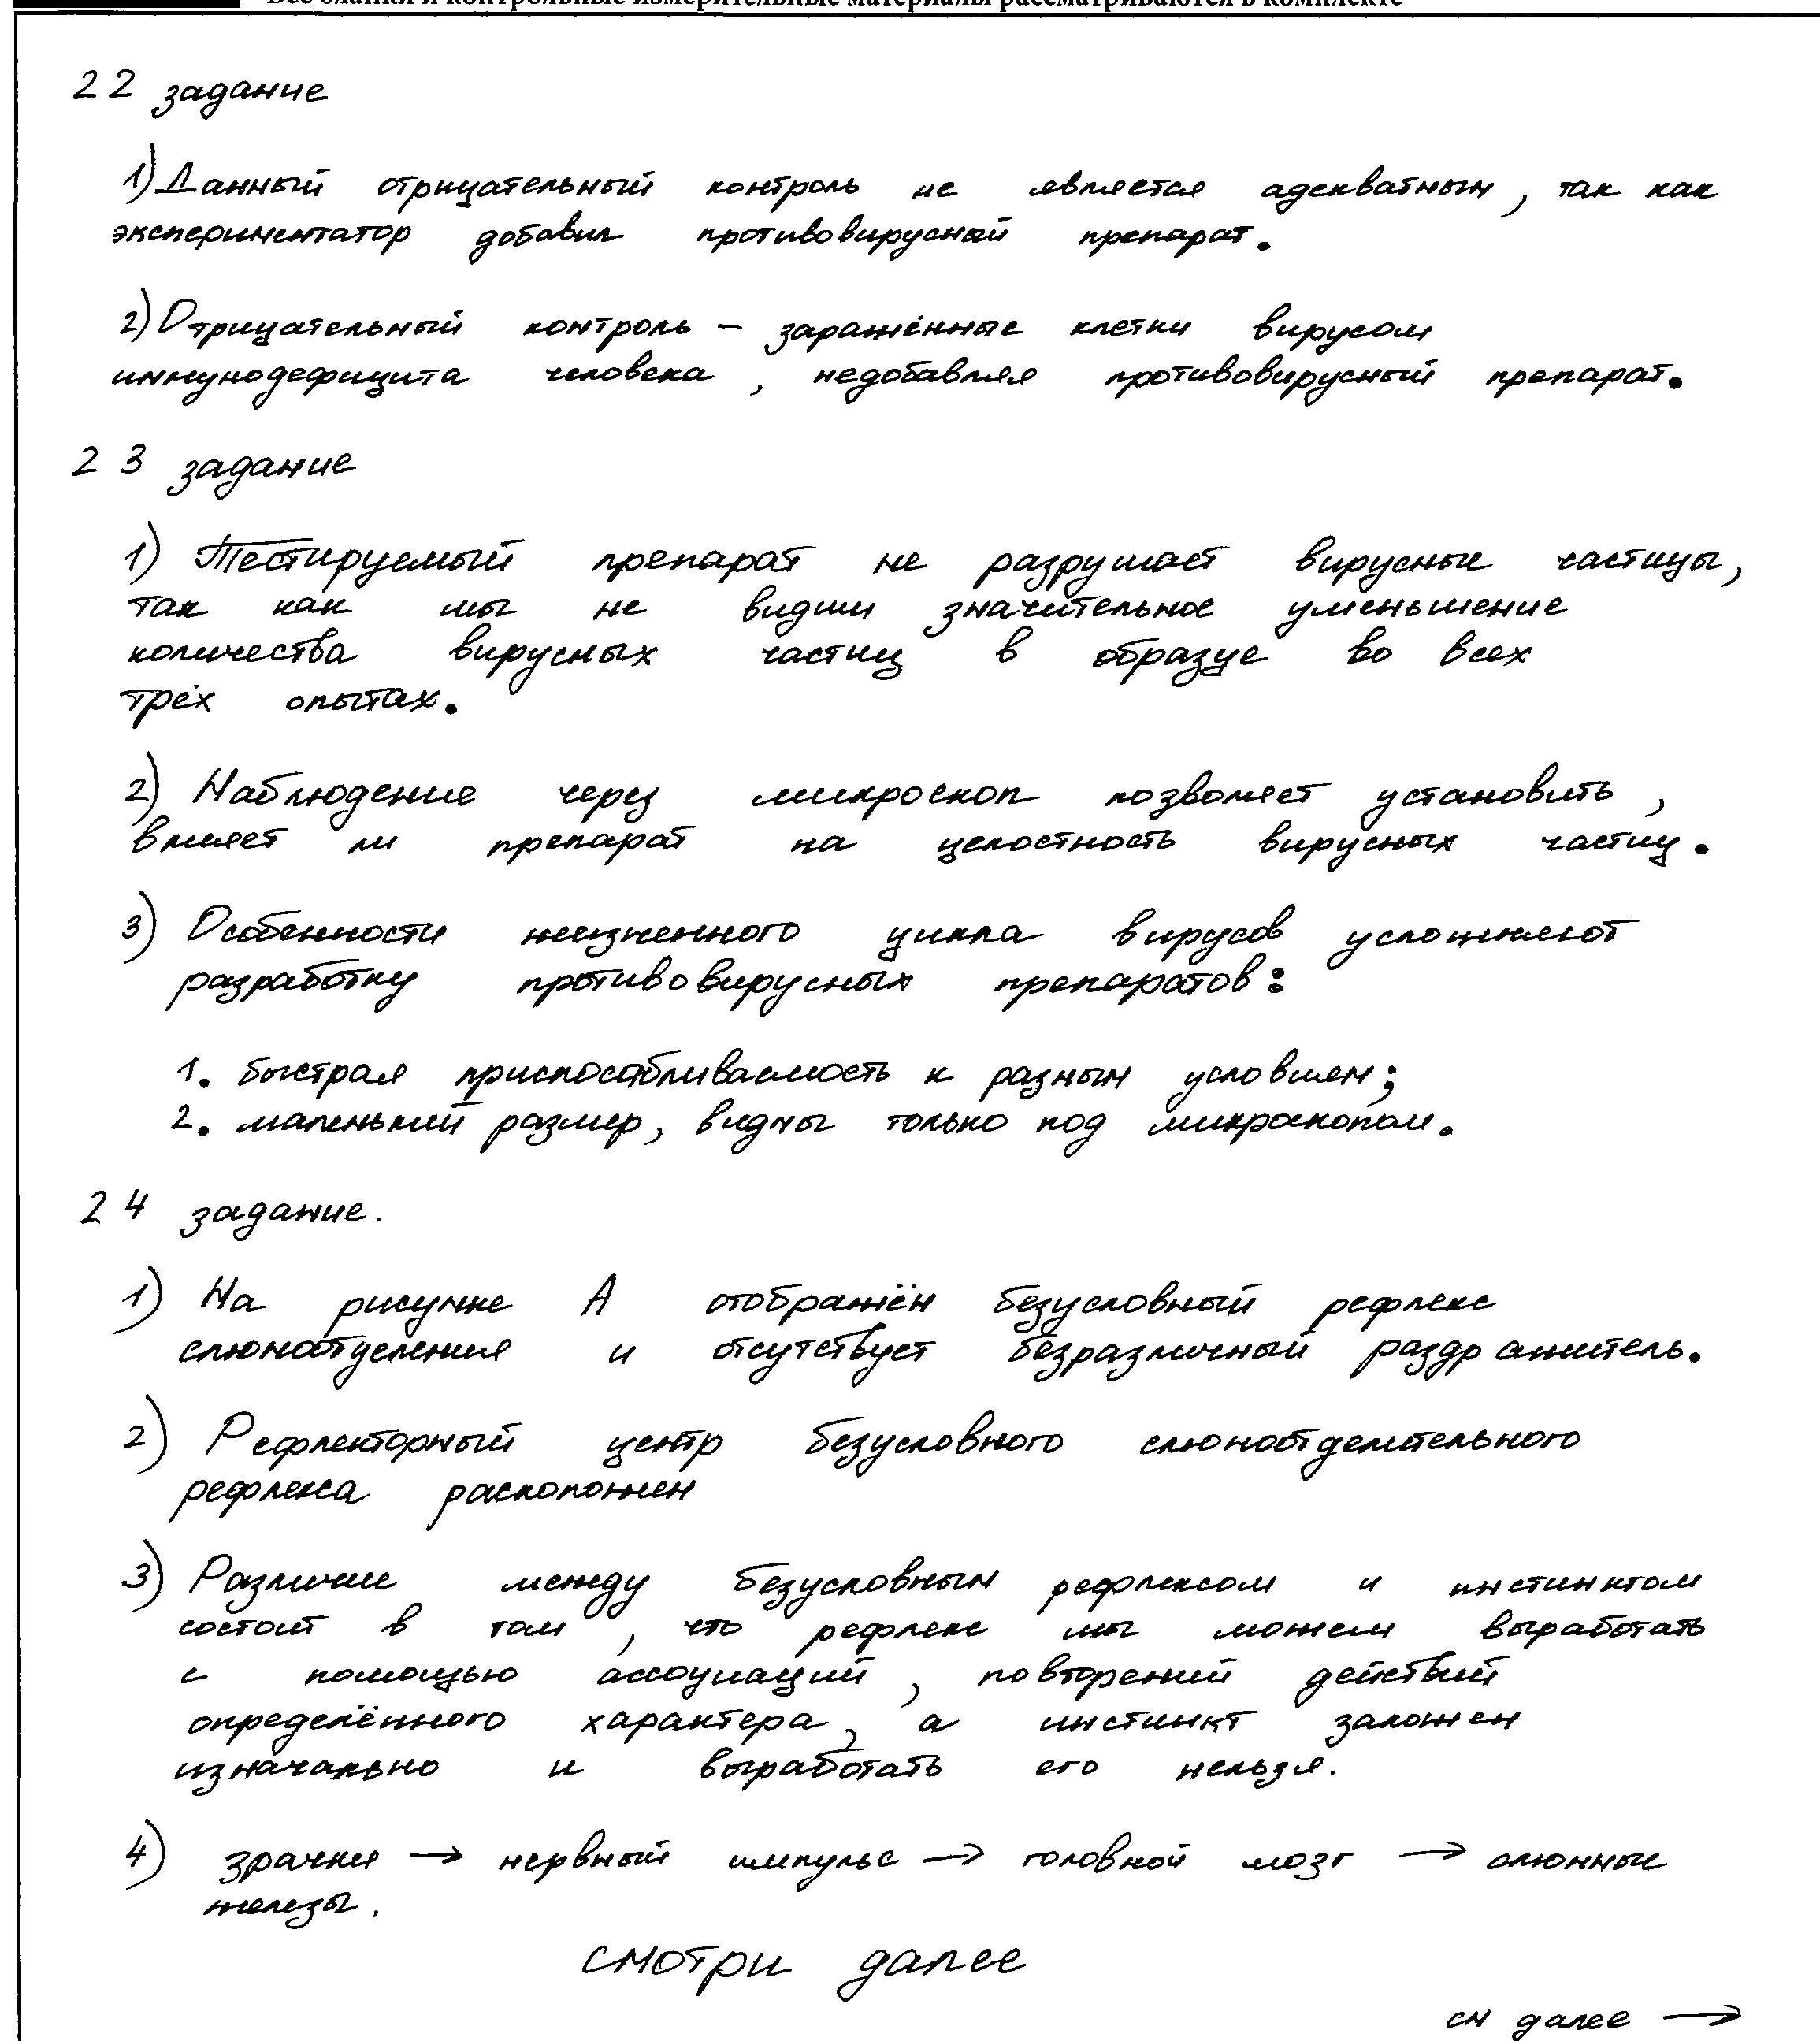 Все бланки и контрольные измерительные материалы рассматриваются в комплекте
22 задание
1) Данный отрицательный контроль не является адекватным, так как
экспериментатор добавил противовирусный препарат.
2) Отрицательный контроль – заражённые клетки вирусом
иммунодефицита человека, недобавляя противовирусный препарат.
23 задание
1) Тестируемый препарат не разрушает вирусные частицы,
так как мы не видим значительное уменьшение
количества вирусных частиц в образце во всех
трёх опытах.
2) Наблюдение через микроскоп позволяет установить,
влияет ли препарат на целостность вирусных частиц.
3) Особенности жизненного цикла вирусов усложняют
разработку противовирусных препаратов:
1. быстрая приспосабливаемость к разным условиям;
2. маленький размер, видны только под микроскопом.
24 задание.
1) На рисунке А отображён безусловный рефлекс
слюноотделения и отсутствует безразличный раздражитель.
2) Рефлекторный центр безусловного слюноотделительного
рефлекса расположен
3) Различие между безусловным рефлексом и инстинктом
состоит в том, что рефлекс мы можем выработать
с помощью ассоциаций, повторений действий
определённого характера, а инстинкт заложен
изначально и выработать его нельзя.
4) зрачки → нервный импульс → головной мозг → слюнные
железы.
смотри далее
см далее →